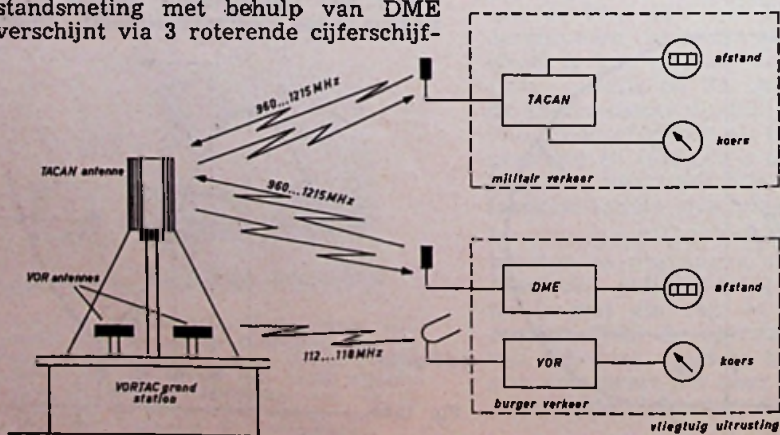 standsmeting met behulp van DME
verschijnt via 3 roterende cijferschijf-
960...1215 MHz
TACAN
afstand
koers
militair verkeer
TACAN antenne
960...1215 MHz
VOR antennes
DME
afstand
112...118 MHz
VOR
koers
VORTAC grond
station
burger verkeer
vliegtuig uitrusting